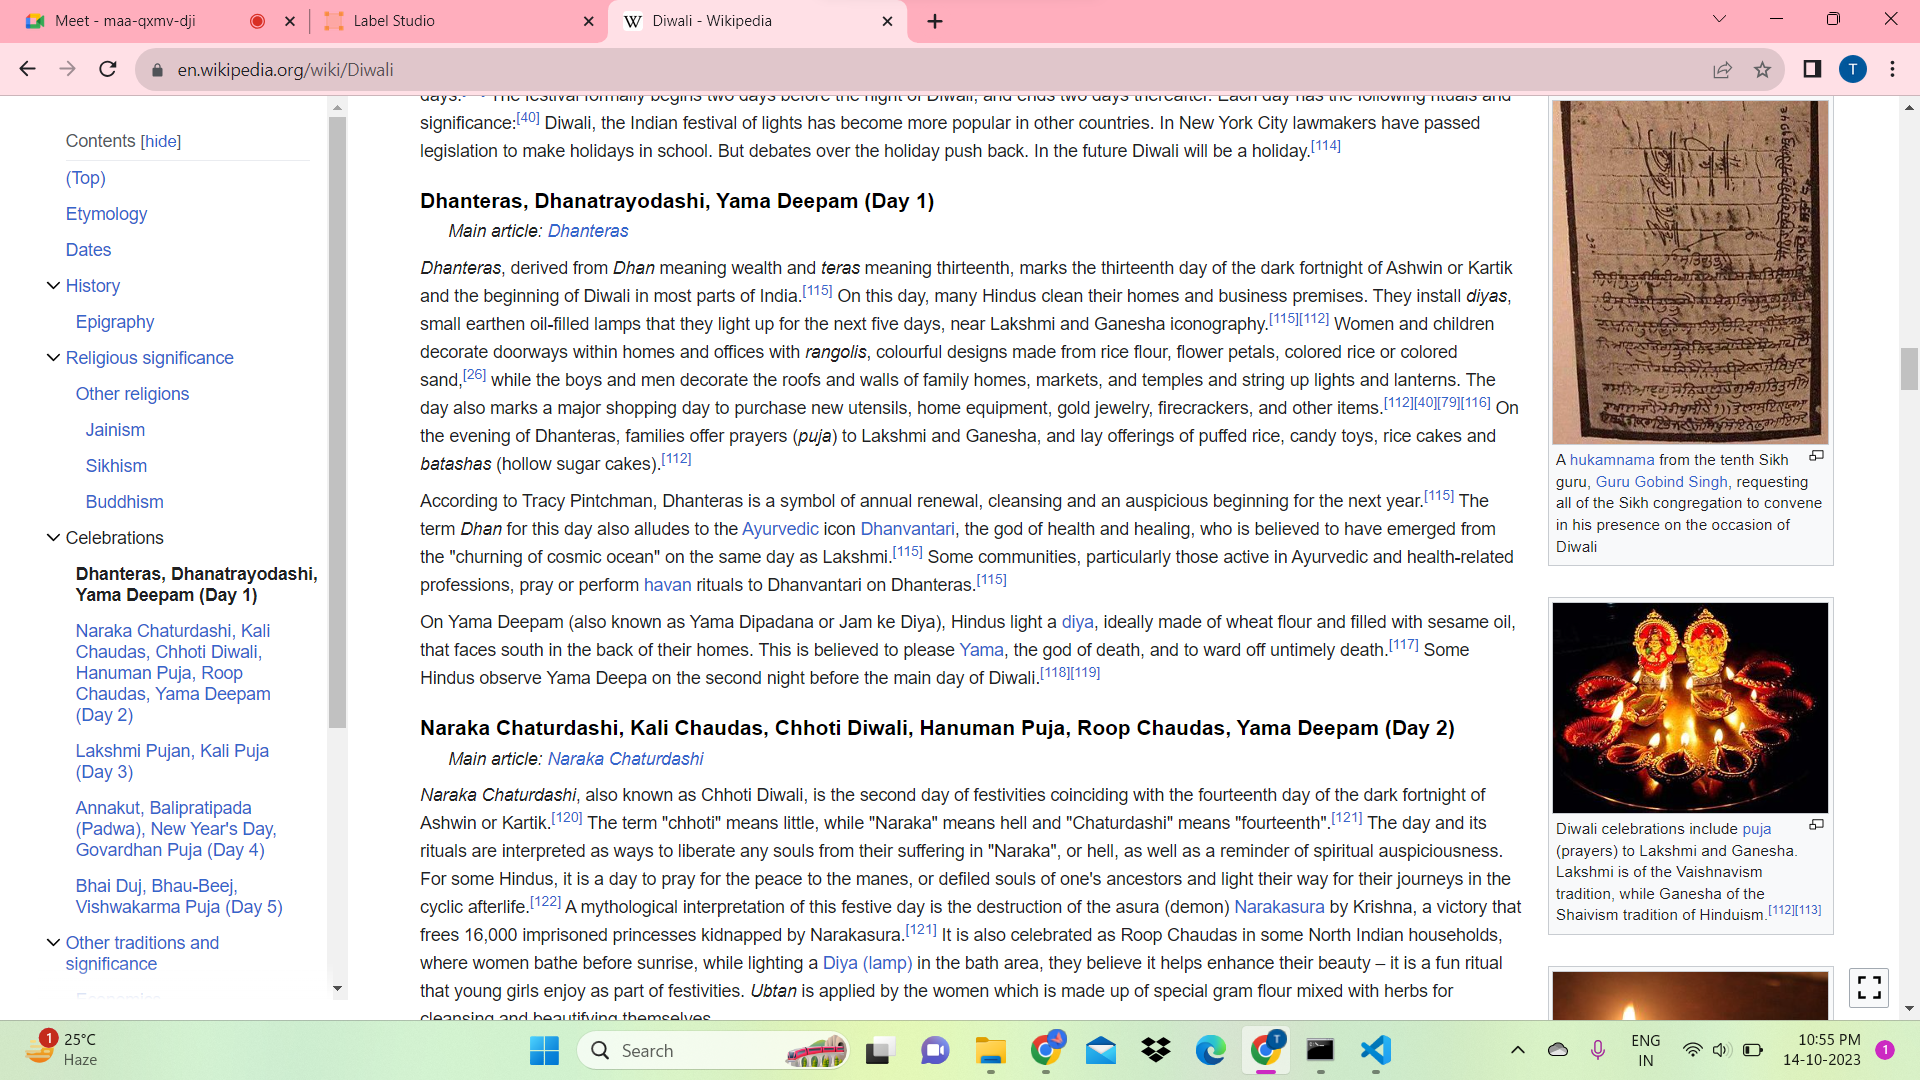 Meet - maa-qxmv-dji
Label Studio
Diwali - Wikipedia
en.wikipedia.org/wiki/Diwali
T
Contents [hide]
(Top)
Etymology
Dates
History
Epigraphy
Religious significance
Other religions
Jainism
Sikhism
Buddhism
Celebrations
Dhanteras, Dhanatrayodashi,
Yama Deepam (Day 1)
Naraka Chaturdashi, Kali
Chaudas, Chhoti Diwali,
Hanuman Puja, Roop
Chaudas, Yama Deepam
(Day 2)
Lakshmi Pujan, Kali Puja
(Day 3)
Annakut, Balipratipada
(Padwa), New Year's Day,
Govardhan Puja (Day 4)
Bhai Duj, Bhau-Beej,
Vishwakarma Puja (Day 5)
Other traditions and
significance
days. The festival formally begins two days before the night of Diwali, and ends two days thereafter. Each day has the following rituals and
significance:[40] Diwali, the Indian festival of lights has become more popular in other countries. In New York City lawmakers have passed
legislation to make holidays in school. But debates over the holiday push back. In the future Diwali will be a holiday.[114]
Dhanteras, Dhanatrayodashi, Yama Deepam (Day 1)
Main article: Dhanteras
Dhanteras, derived from Dhan meaning wealth and teras meaning thirteenth, marks the thirteenth day of the dark fortnight of Ashwin or Kartik
and the beginning of Diwali in most parts of India.[115] On this day, many Hindus clean their homes and business premises. They install diyas,
small earthen oil-filled lamps that they light up for the next five days, near Lakshmi and Ganesha iconography.[115][112] Women and children
decorate doorways within homes and offices with rangolis, colourful designs made from rice flour, flower petals, colored rice or colored
sand,[26] while the boys and men decorate the roofs and walls of family homes, markets, and temples and string up lights and lanterns. The
day also marks a major shopping day to purchase new utensils, home equipment, gold jewelry, firecrackers, and other items.[112][40][79][116] On
the evening of Dhanteras, families offer prayers (puja) to Lakshmi and Ganesha, and lay offerings of puffed rice, candy toys, rice cakes and
batashas (hollow sugar cakes).[112]
According to Tracy Pintchman, Dhanteras is a symbol of annual renewal, cleansing and an auspicious beginning for the next year.[115] The
term Dhan for this day also alludes to the Ayurvedic icon Dhanvantari, the god of health and healing, who is believed to have emerged from
the "churning of cosmic ocean" on the same day as Lakshmi.[115] Some communities, particularly those active in Ayurvedic and health-related
professions, pray or perform havan rituals to Dhanvantari on Dhanteras.[115]
On Yama Deepam (also known as Yama Dipadana or Jam ke Diya), Hindus light a diya, ideally made of wheat flour and filled with sesame oil,
that faces south in the back of their homes. This is believed to please Yama, the god of death, and to ward off untimely death.[117] Some
Hindus observe Yama Deepa on the second night before the main day of Diwali.[118][119]
Naraka Chaturdashi, Kali Chaudas, Chhoti Diwali, Hanuman Puja, Roop Chaudas, Yama Deepam (Day 2)
Main article: Naraka Chaturdashi
Naraka Chaturdashi, also known as Chhoti Diwali, is the second day of festivities coinciding with the fourteenth day of the dark fortnight of
Ashwin or Kartik.[120] The term "chhoti" means little, while "Naraka" means hell and "Chaturdashi" means "fourteenth".[121] The day and its
rituals are interpreted as ways to liberate any souls from their suffering in "Naraka", or hell, as well as a reminder of spiritual auspiciousness.
For some Hindus, it is a day to pray for the peace to the manes, or defiled souls of one's ancestors and light their way for their journeys in the
cyclic afterlife.[122] A mythological interpretation of this festive day is the destruction of the asura (demon) Narakasura by Krishna, a victory that
frees 16,000 imprisoned princesses kidnapped by Narakasura.[121] It is also celebrated as Roop Chaudas in some North Indian households,
where women bathe before sunrise, while lighting a Diya (lamp) in the bath area, they believe it helps enhance their beauty – it is a fun ritual
that young girls enjoy as part of festivities. Ubtan is applied by the women which is made up of special gram flour mixed with herbs for
cleansing and beautifying themselves.
A hukamnama from the tenth Sikh
guru, Guru Gobind Singh, requesting
all of the Sikh congregation to convene
in his presence on the occasion of
Diwali
Diwali celebrations include puja
(prayers) to Lakshmi and Ganesha.
Lakshmi is of the Vaishnavism
tradition, while Ganesha of the
Shaivism tradition of Hinduism.[112][113]
1
25°C
Haze
Search
T
ENG
IN
10:55 PM
14-10-2023
1